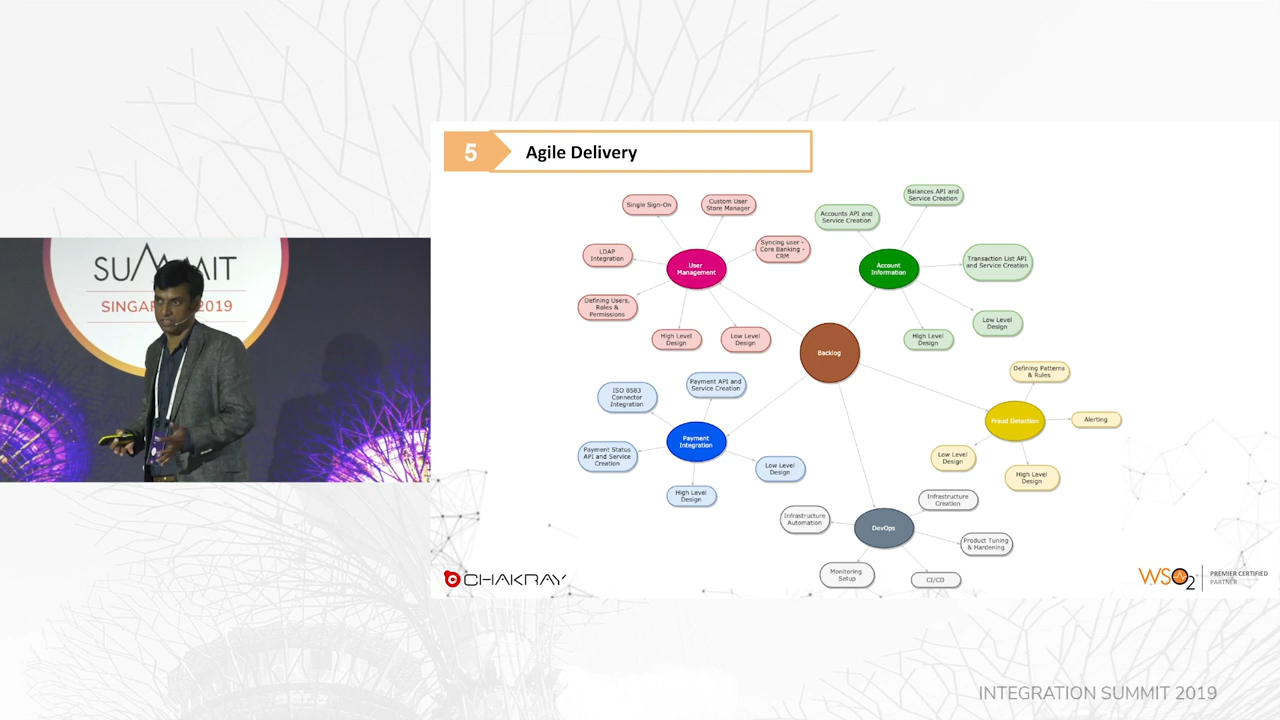 SUMMIT
SINGAPORE 2019
5
Agile Delivery
Single Sign-On
Custom User
Store Manager
LDAP
Integration
Syncing user -
Core Banking -
CRM
User
Management
Defining Users,
Roles &
Permissions
High Level
Design
Low Level
Design
Balances API and
Service Creation
Accounts API and
Service Creation
Transaction List API
and Service Creation
Account
Information
Low Level
Design
High Level
Design
Backlog
ISO 8583
Connector
Integration
Payment API and
Service Creation
Payment
Integration
Payment Status
API and Service
Creation
Low Level
Design
High Level
Design
Defining Patterns
& Rules
Fraud Detection
Alerting
Low Level
Design
High Level
Design
Infrastructure
Creation
Infrastructure
Automation
DevOps
Product Tuning
& Hardening
Monitoring
Setup
CI/CD
CHAKRAY
WSO2
PREMIER CERTIFIED
PARTNER
INTEGRATION SUMMIT 2019